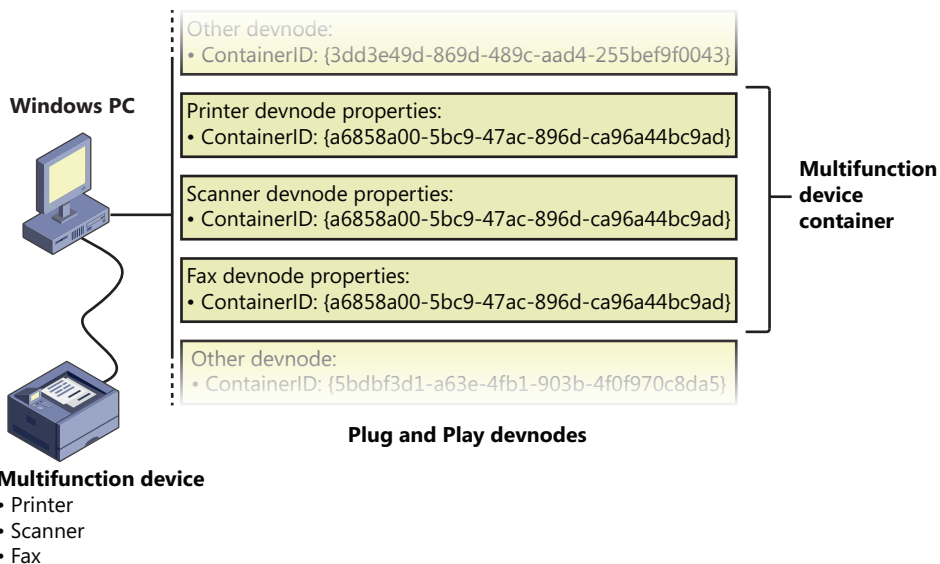 Other devnode:
• ContainerID: {3dd3e49d-869d-489c-aad4-255bef9f0043}
Windows PC
Printer devnode properties:
• ContainerID: {a6858a00-5bc9-47ac-896d-ca96a44bc9ad}
Scanner devnode properties:
• ContainerID: {a6858a00-5bc9-47ac-896d-ca96a44bc9ad}
Fax devnode properties:
• ContainerID: {a6858a00-5bc9-47ac-896d-ca96a44bc9ad}
Other devnode:
• ContainerID: {5bdbf3d1-a63e-4fb1-903b-4f0f970c8da5}
Multifunction
device
container
Plug and Play devnodes
Multifunction device
• Printer
• Scanner
• Fax